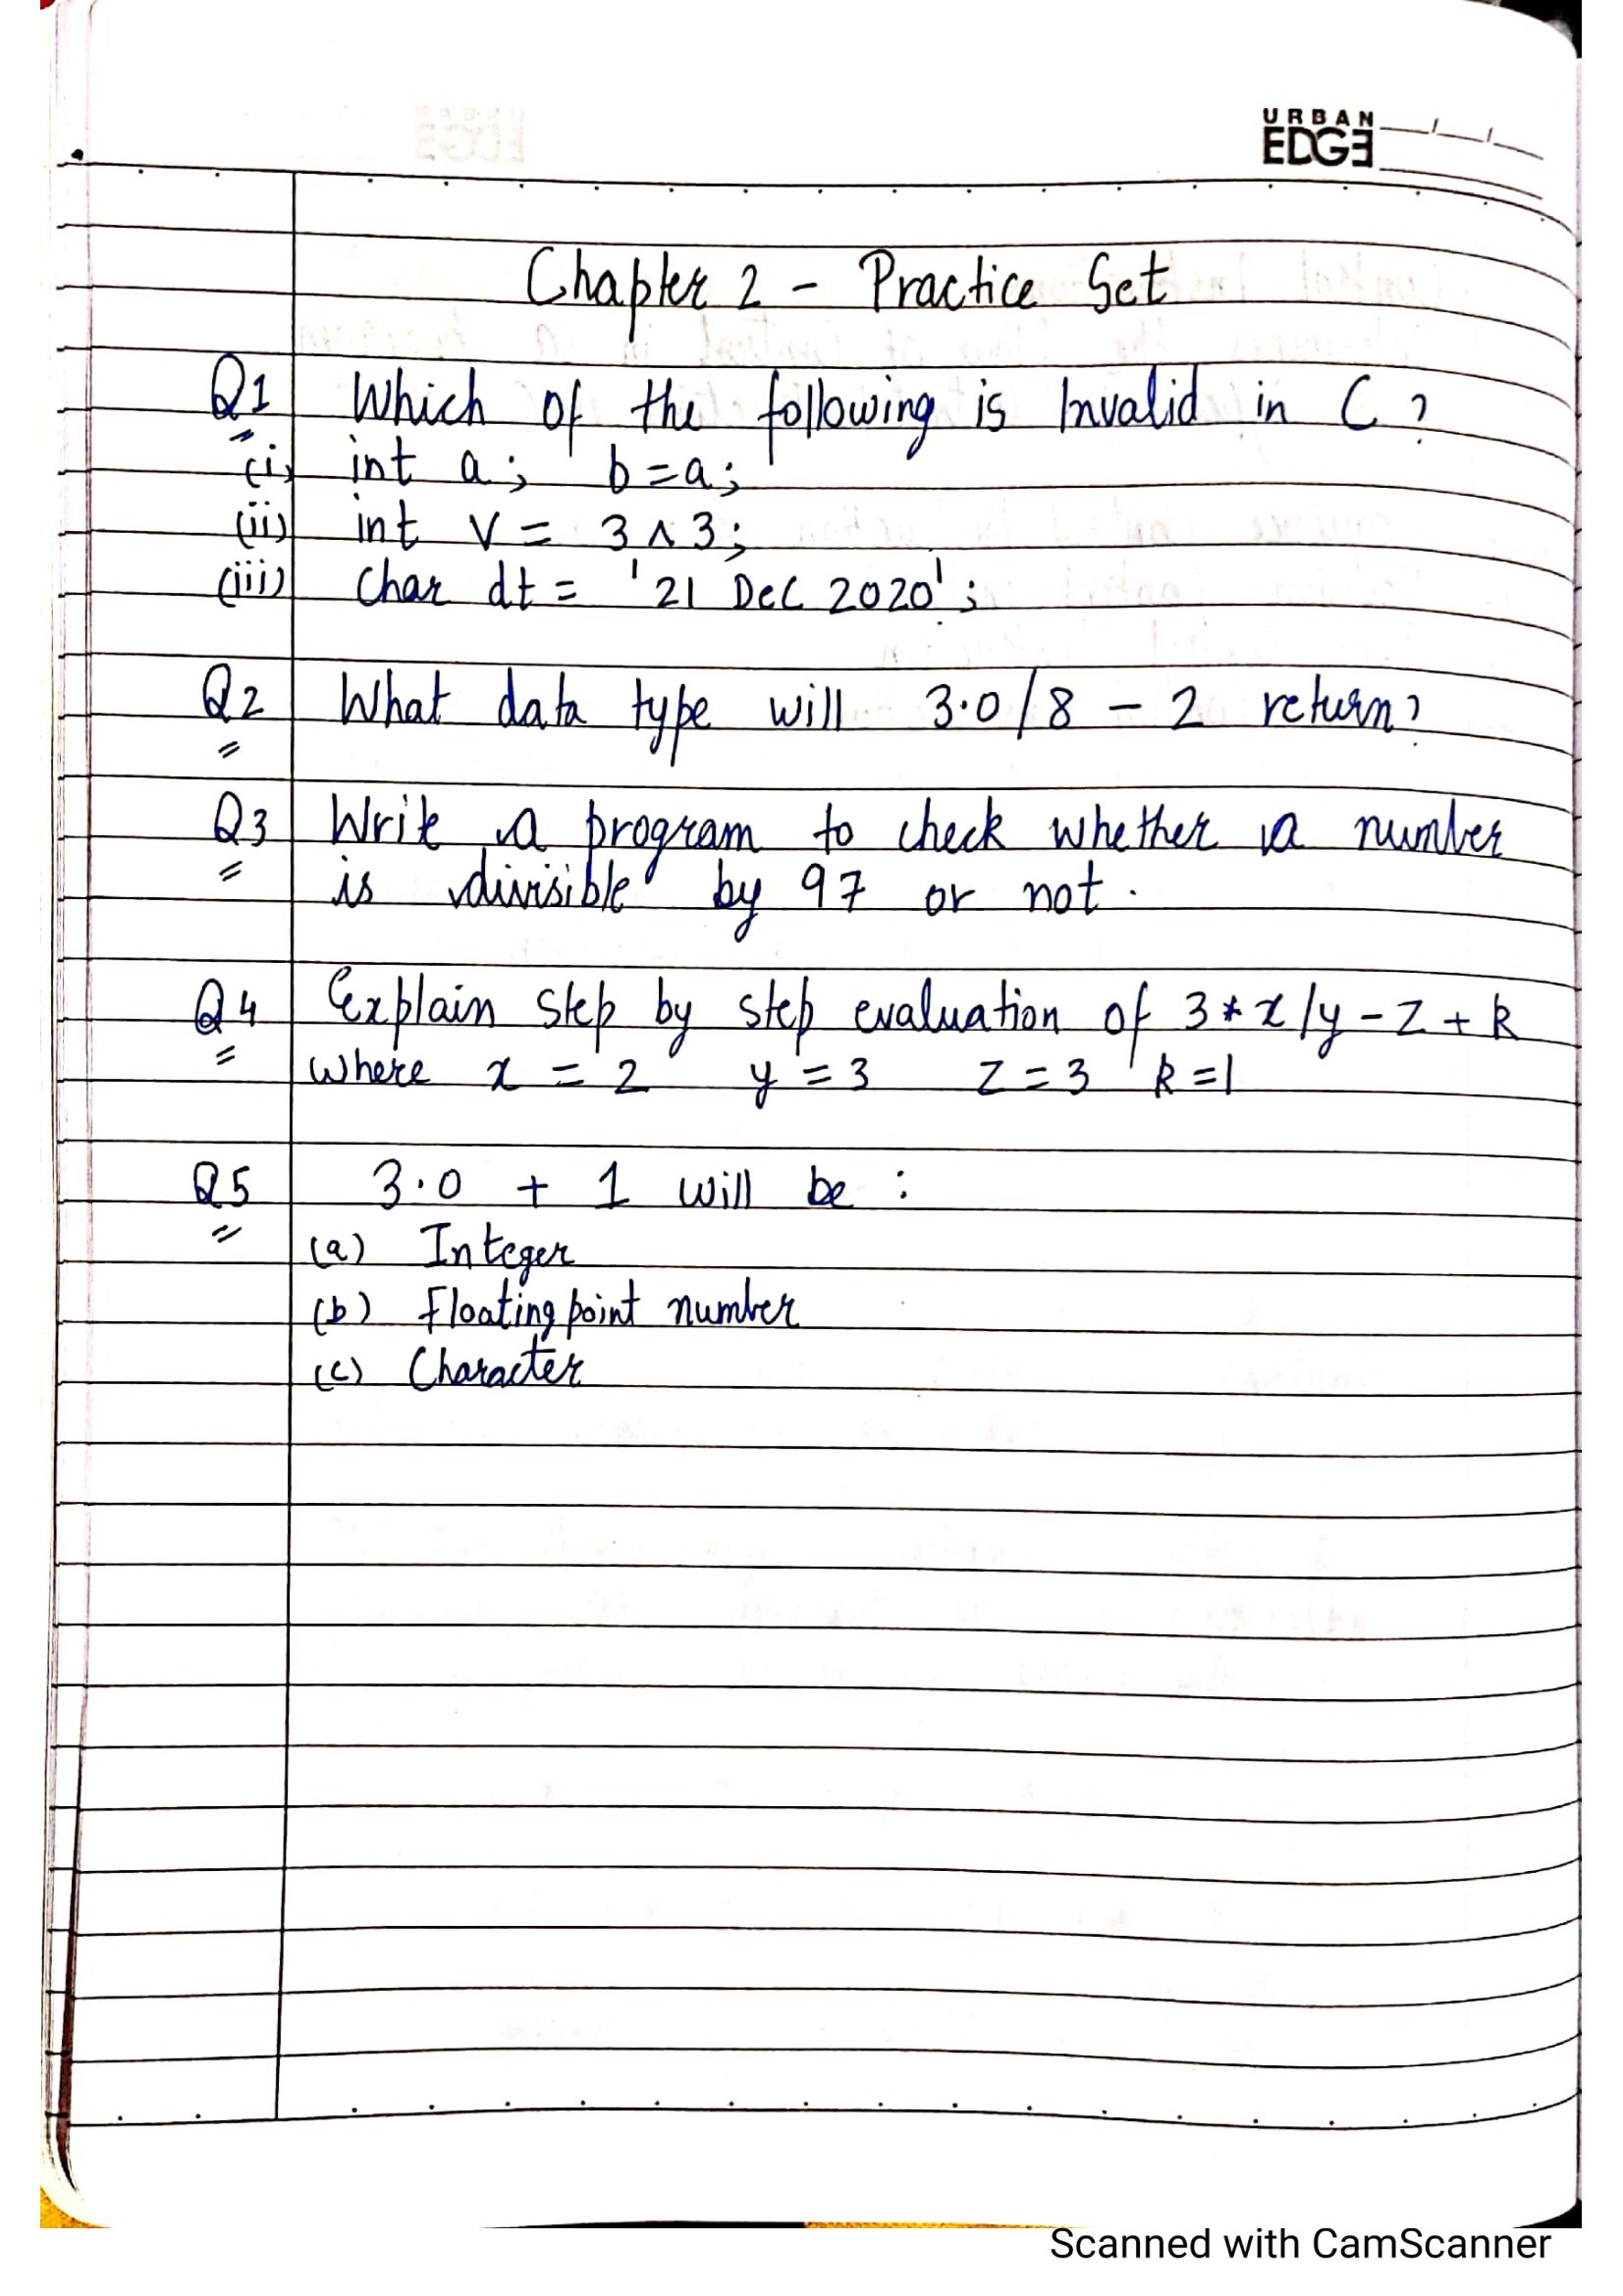 URBAN
EDGE
Chapter 2 - Practice Set
Q1 Which of the following is Invalid in C?
(i) int a; b=a;
(ii) int v = 3 ^ 3;
(iii) Char dt = '21 Dec 2020';
Q2 What data type will 3.0/8 - 2 return?
Q3 Write a program to check whether a number
is divisible by 97 or not.
Q4 Explain step by step evaluation of 3*x/y - z + k
where x = 2 y = 3 z = 3 k = 1
Q5 3.0 + 1 will be :
(a) Integer
(b) Floating point number
(c) Character
Scanned with CamScanner